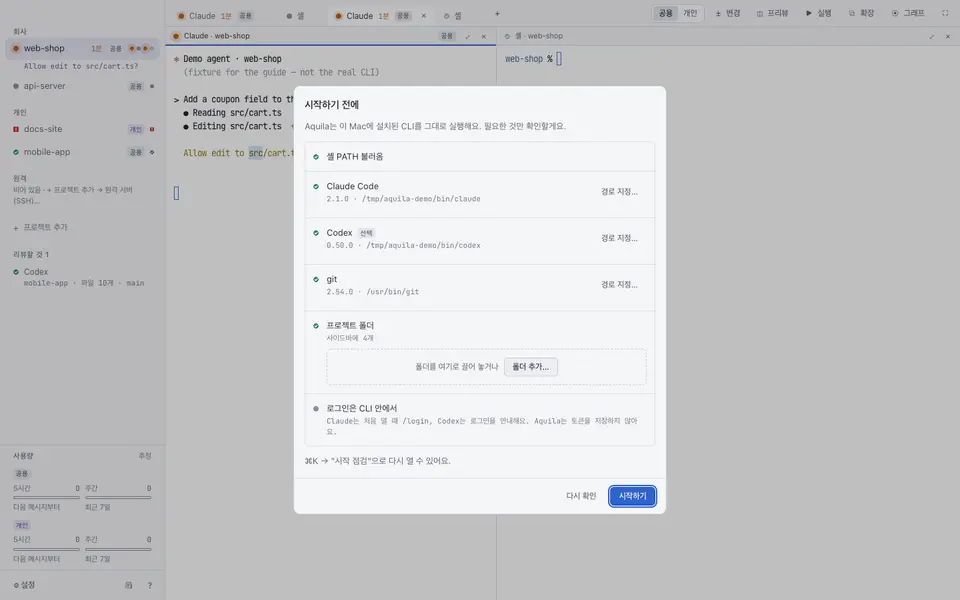 회사
web-shop 1분 공용
Allow edit to src/cart.ts?
api-server 공용
개인
docs-site 개인
mobile-app 공용
원격
비어 있음 · + 프로젝트 추가 → 원격 서버
(SSH)…
+ 프로젝트 추가
리뷰할 것 1
Codex
mobile-app · 파일 10개 · main
사용량 추정
공용
5시간 0 주간 0
다음 메시지부터 최근 7일
개인
5시간 0 주간 0
다음 메시지부터 최근 7일
설정 ?
Claude 1분 공용
셸
Claude 1분 공용 ×
셸
+
공용 개인
변경
프리뷰
실행
확장
그래프
Claude · web-shop 공용 ×
Demo agent · web-shop
(fixture for the guide — not the real CLI)
> Add a coupon field to th
Reading src/cart.ts
Editing src/cart.ts +
Allow edit to src/cart.t
셸 · web-shop ×
web-shop %
시작하기 전에
Aquila는 이 Mac에 설치된 CLI를 그대로 실행해요. 필요한 것만 확인할게요.
셸 PATH 불러옴
Claude Code
2.1.0 · /tmp/aquila-demo/bin/claude
경로 지정…
Codex 선택
0.50.0 · /tmp/aquila-demo/bin/codex
경로 지정…
git
2.54.0 · /usr/bin/git
경로 지정…
프로젝트 폴더
사이드바에 4개
폴더를 여기로 끌어 놓거나 폴더 추가…
로그인은 CLI 안에서
Claude는 처음 열 때 /login, Codex는 로그인을 안내해요. Aquila는 토큰을 저장하지 않아
요.
⌘K → "시작 점검"으로 다시 열 수 있어요.
다시 확인 시작하기